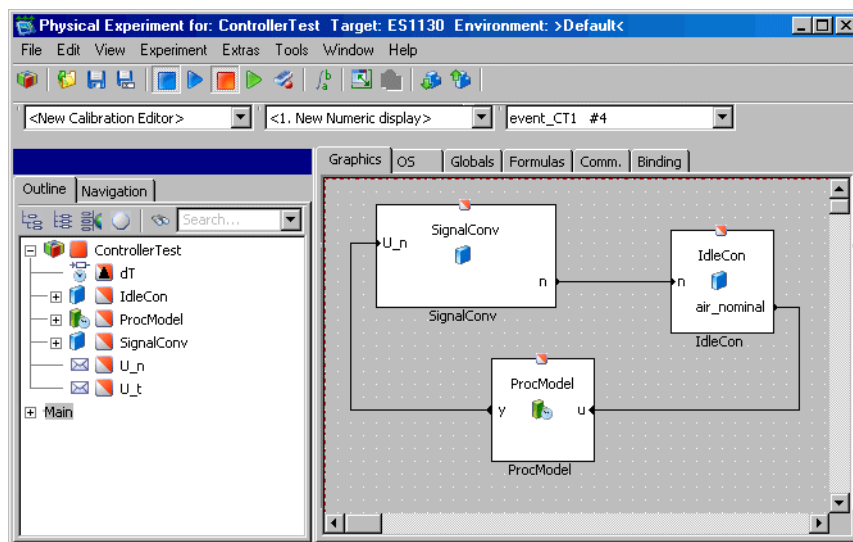 Physical Experiment for: ControllerTest  Target: ES1130  Environment: >Default<
File  Edit  View  Experiment  Extras  Tools  Window  Help
<New Calibration Editor>  <1. New Numeric display>  event_CT1  #4
Graphics  OS  Globals  Formulas  Comm.  Binding
Outline  Navigation
Search...
ControllerTest
dT
IdleCon
ProcModel
SignalConv
U_n
U_t
Main
SignalConv
U_n
n
SignalConv
IdleCon
n
air_nominal
IdleCon
ProcModel
y  u
ProcModel